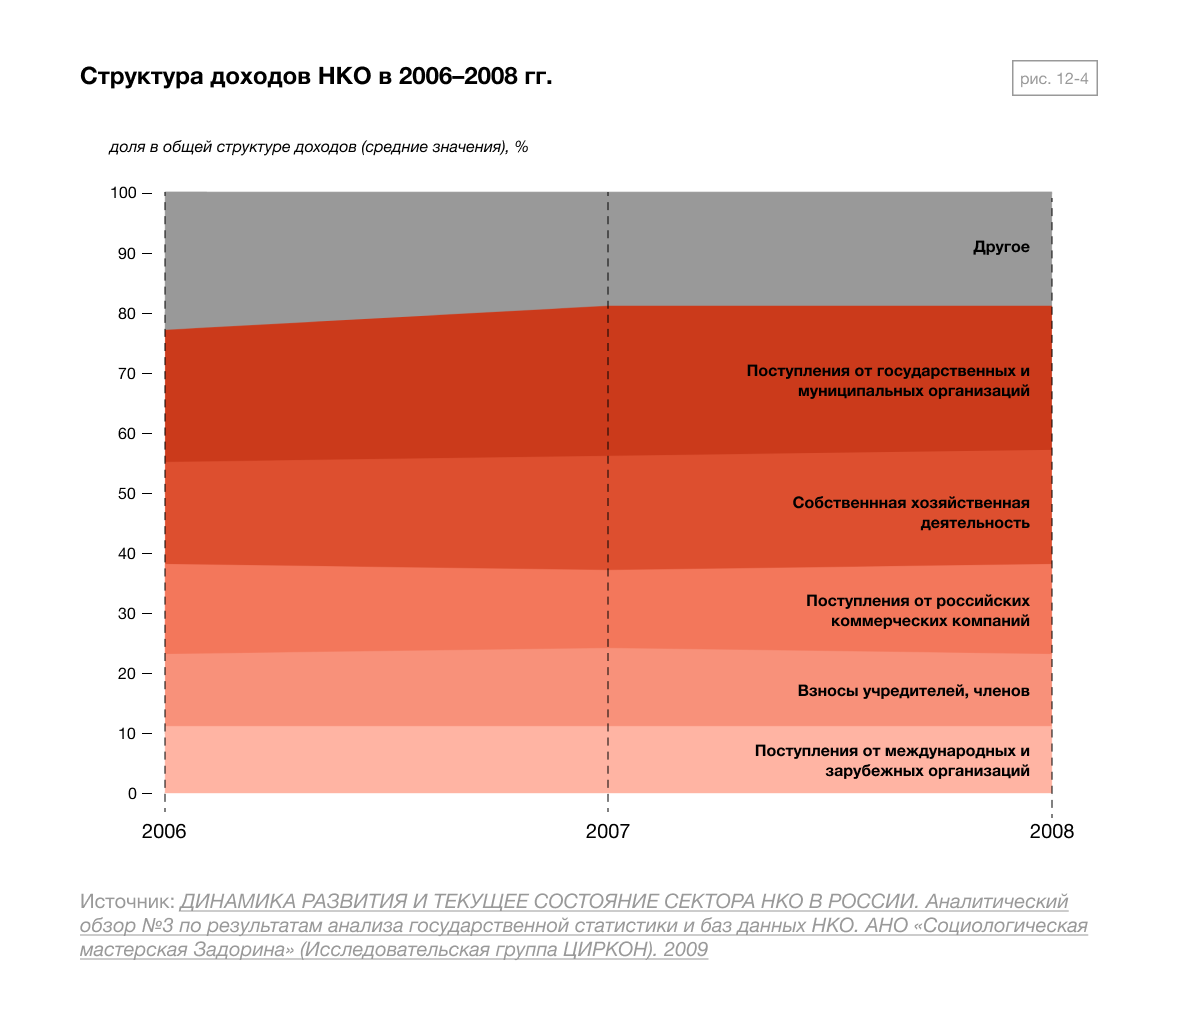 Структура доходов НКО в 2006–2008 гг.
рис. 12-4
доля в общей структуре доходов (средние значения), %
100
90
80
70
60
50
40
30
20
10
0
Другое
Поступления от государственных и
муниципальных организаций
Собственнная хозяйственная
деятельность
Поступления от российских
коммерческих компаний
Взносы учредителей, членов
Поступления от международных и
зарубежных организаций
2006
2007
2008
Источник: ДИНАМИКА РАЗВИТИЯ И ТЕКУЩЕЕ СОСТОЯНИЕ СЕКТОРА НКО В РОССИИ. Аналитический
обзор №3 по результатам анализа государственной статистики и баз данных НКО. АНО «Социологическая
мастерская Задорина» (Исследовательская группа ЦИРКОН). 2009